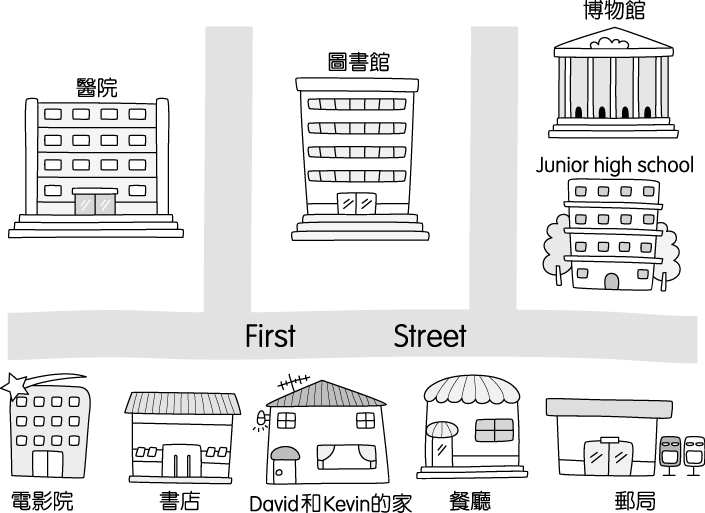 博物館
圖書館
醫院
Junior high school
First Street
電影院
書店
David和Kevin的家
餐廳
郵局